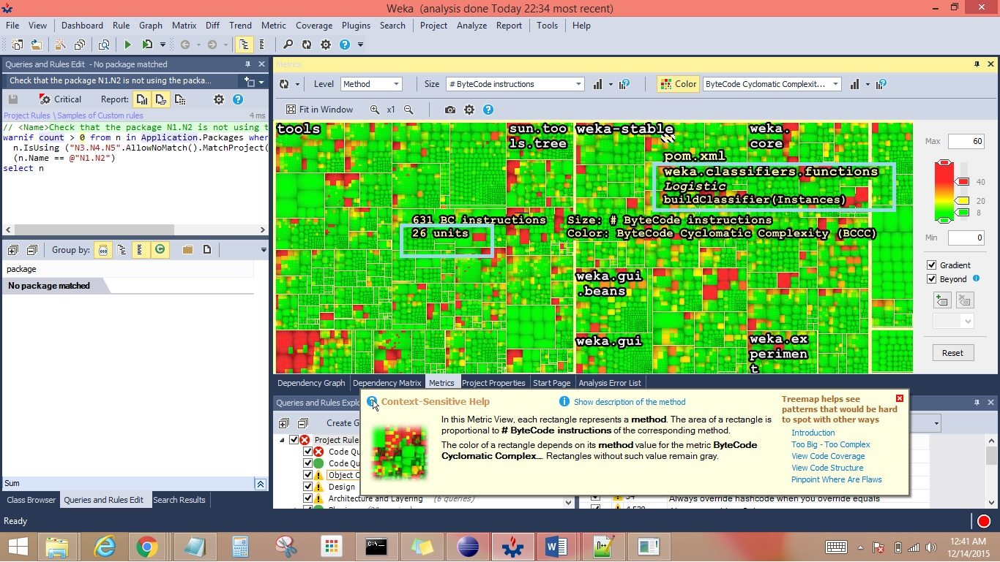 Weka (analysis done Today 22:34 most recent)
File View Dashboard Rule Graph Matrix Diff Trend Metric Coverage Plugins Search Project Analyze Report Tools Help
Queries and Rules Edit - No package matched
Check that the package N1.N2 is not using the packa...
Critical Report:
Project Rules \ Samples of Custom rules 4 ms
// <Name>Check that the package N1.N2 is not using t
warnif count > 0 from n in Application.Packages wher
n.IsUsing ("N3.N4.N5".AllowNoMatch().MatchProject(
(n.Name == @"N1.N2")
select n
Group by:
package
No package matched
Sum
Class Browser Queries and Rules Edit Search Results
Ready
Metrics
Level Method Size # ByteCode instructions Color ByteCode Cyclomatic Complexit...
Fit in Window x1
tools
sun.too
ls.tree
weka-stable
weka.
core
pom.xml
weka.classifiers.functions
Logistic
buildClassifier(Instances)
631 BC instructions Size: # ByteCode instructions
26 units Color: ByteCode Cyclomatic Complexity (BCCC)
weka.gui
.beans
weka.gui
weka.ex
perimen
t
Max 60
40
20
8
Min 0
Gradient
Beyond
Reset
Dependency Graph Dependency Matrix Metrics Project Properties Start Page Analysis Error List
Queries and Rules Explo
Create G
Project Rules
Code Qu
Code Qu
Object O
Design
Architecture and Layering (6 queries)
Always override hashcode when you override equals
Context-Sensitive Help
Show description of the method
In this Metric View, each rectangle represents a method. The area of a rectangle is
proportional to # ByteCode instructions of the corresponding method.
The color of a rectangle depends on its method value for the metric ByteCode
Cyclomatic Complex.... Rectangles without such value remain gray.
Treemap helps see
patterns that would be hard
to spot with other ways
Introduction
Too Big - Too Complex
View Code Coverage
View Code Structure
Pinpoint Where Are Flaws
12:41 AM
12/14/2015